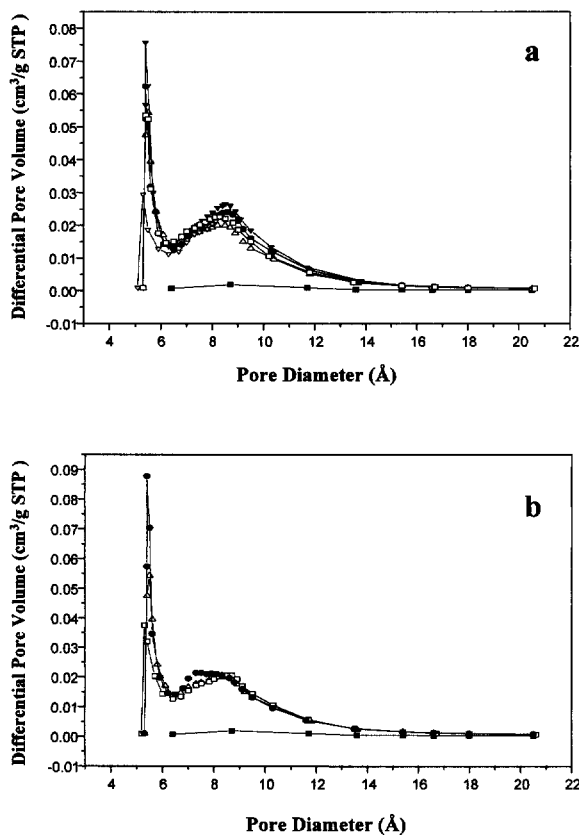 a
Differential Pore Volume (cm³/g STP )
0.08
0.07
0.06
0.05
0.04
0.03
0.02
0.01
0.00
-0.01
4 6 8 10 12 14 16 18 20 22
Pore Diameter (Å)
b
Differential Pore Volume (cm³/g STP )
0.09
0.08
0.07
0.06
0.05
0.04
0.03
0.02
0.01
0.00
-0.01
4 6 8 10 12 14 16 18 20 22
Pore Diameter (Å)